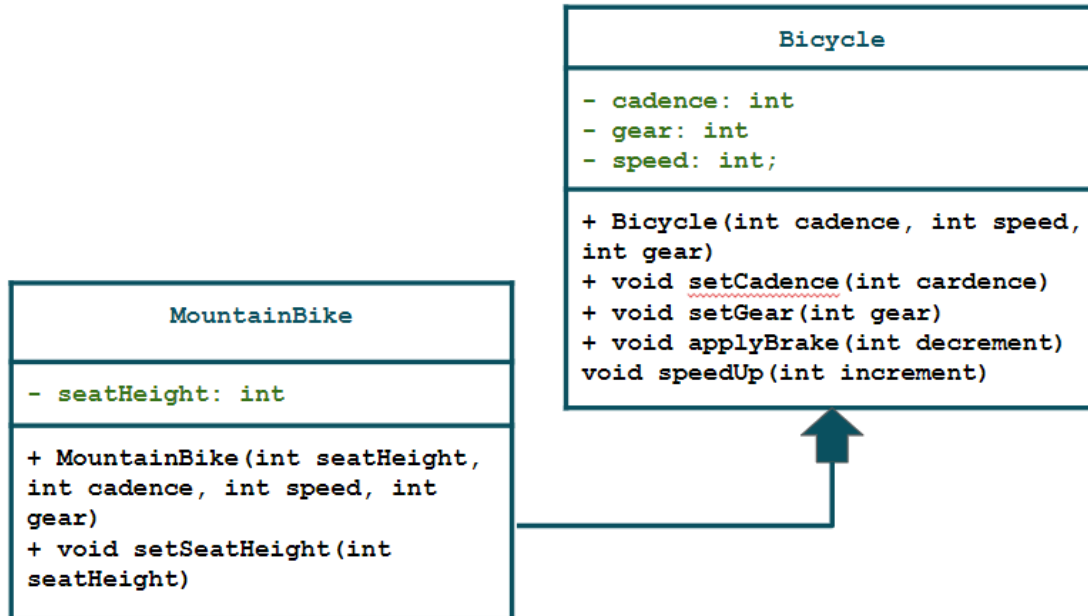 Bicycle
- cadence: int
- gear: int
- speed: int;
+ Bicycle(int cadence, int speed,
int gear)
+ void setCadence(int cardence)
+ void setGear(int gear)
+ void applyBrake(int decrement)
void speedUp(int increment)
MountainBike
- seatHeight: int
+ MountainBike(int seatHeight,
int cadence, int speed, int
gear)
+ void setSeatHeight(int
seatHeight)